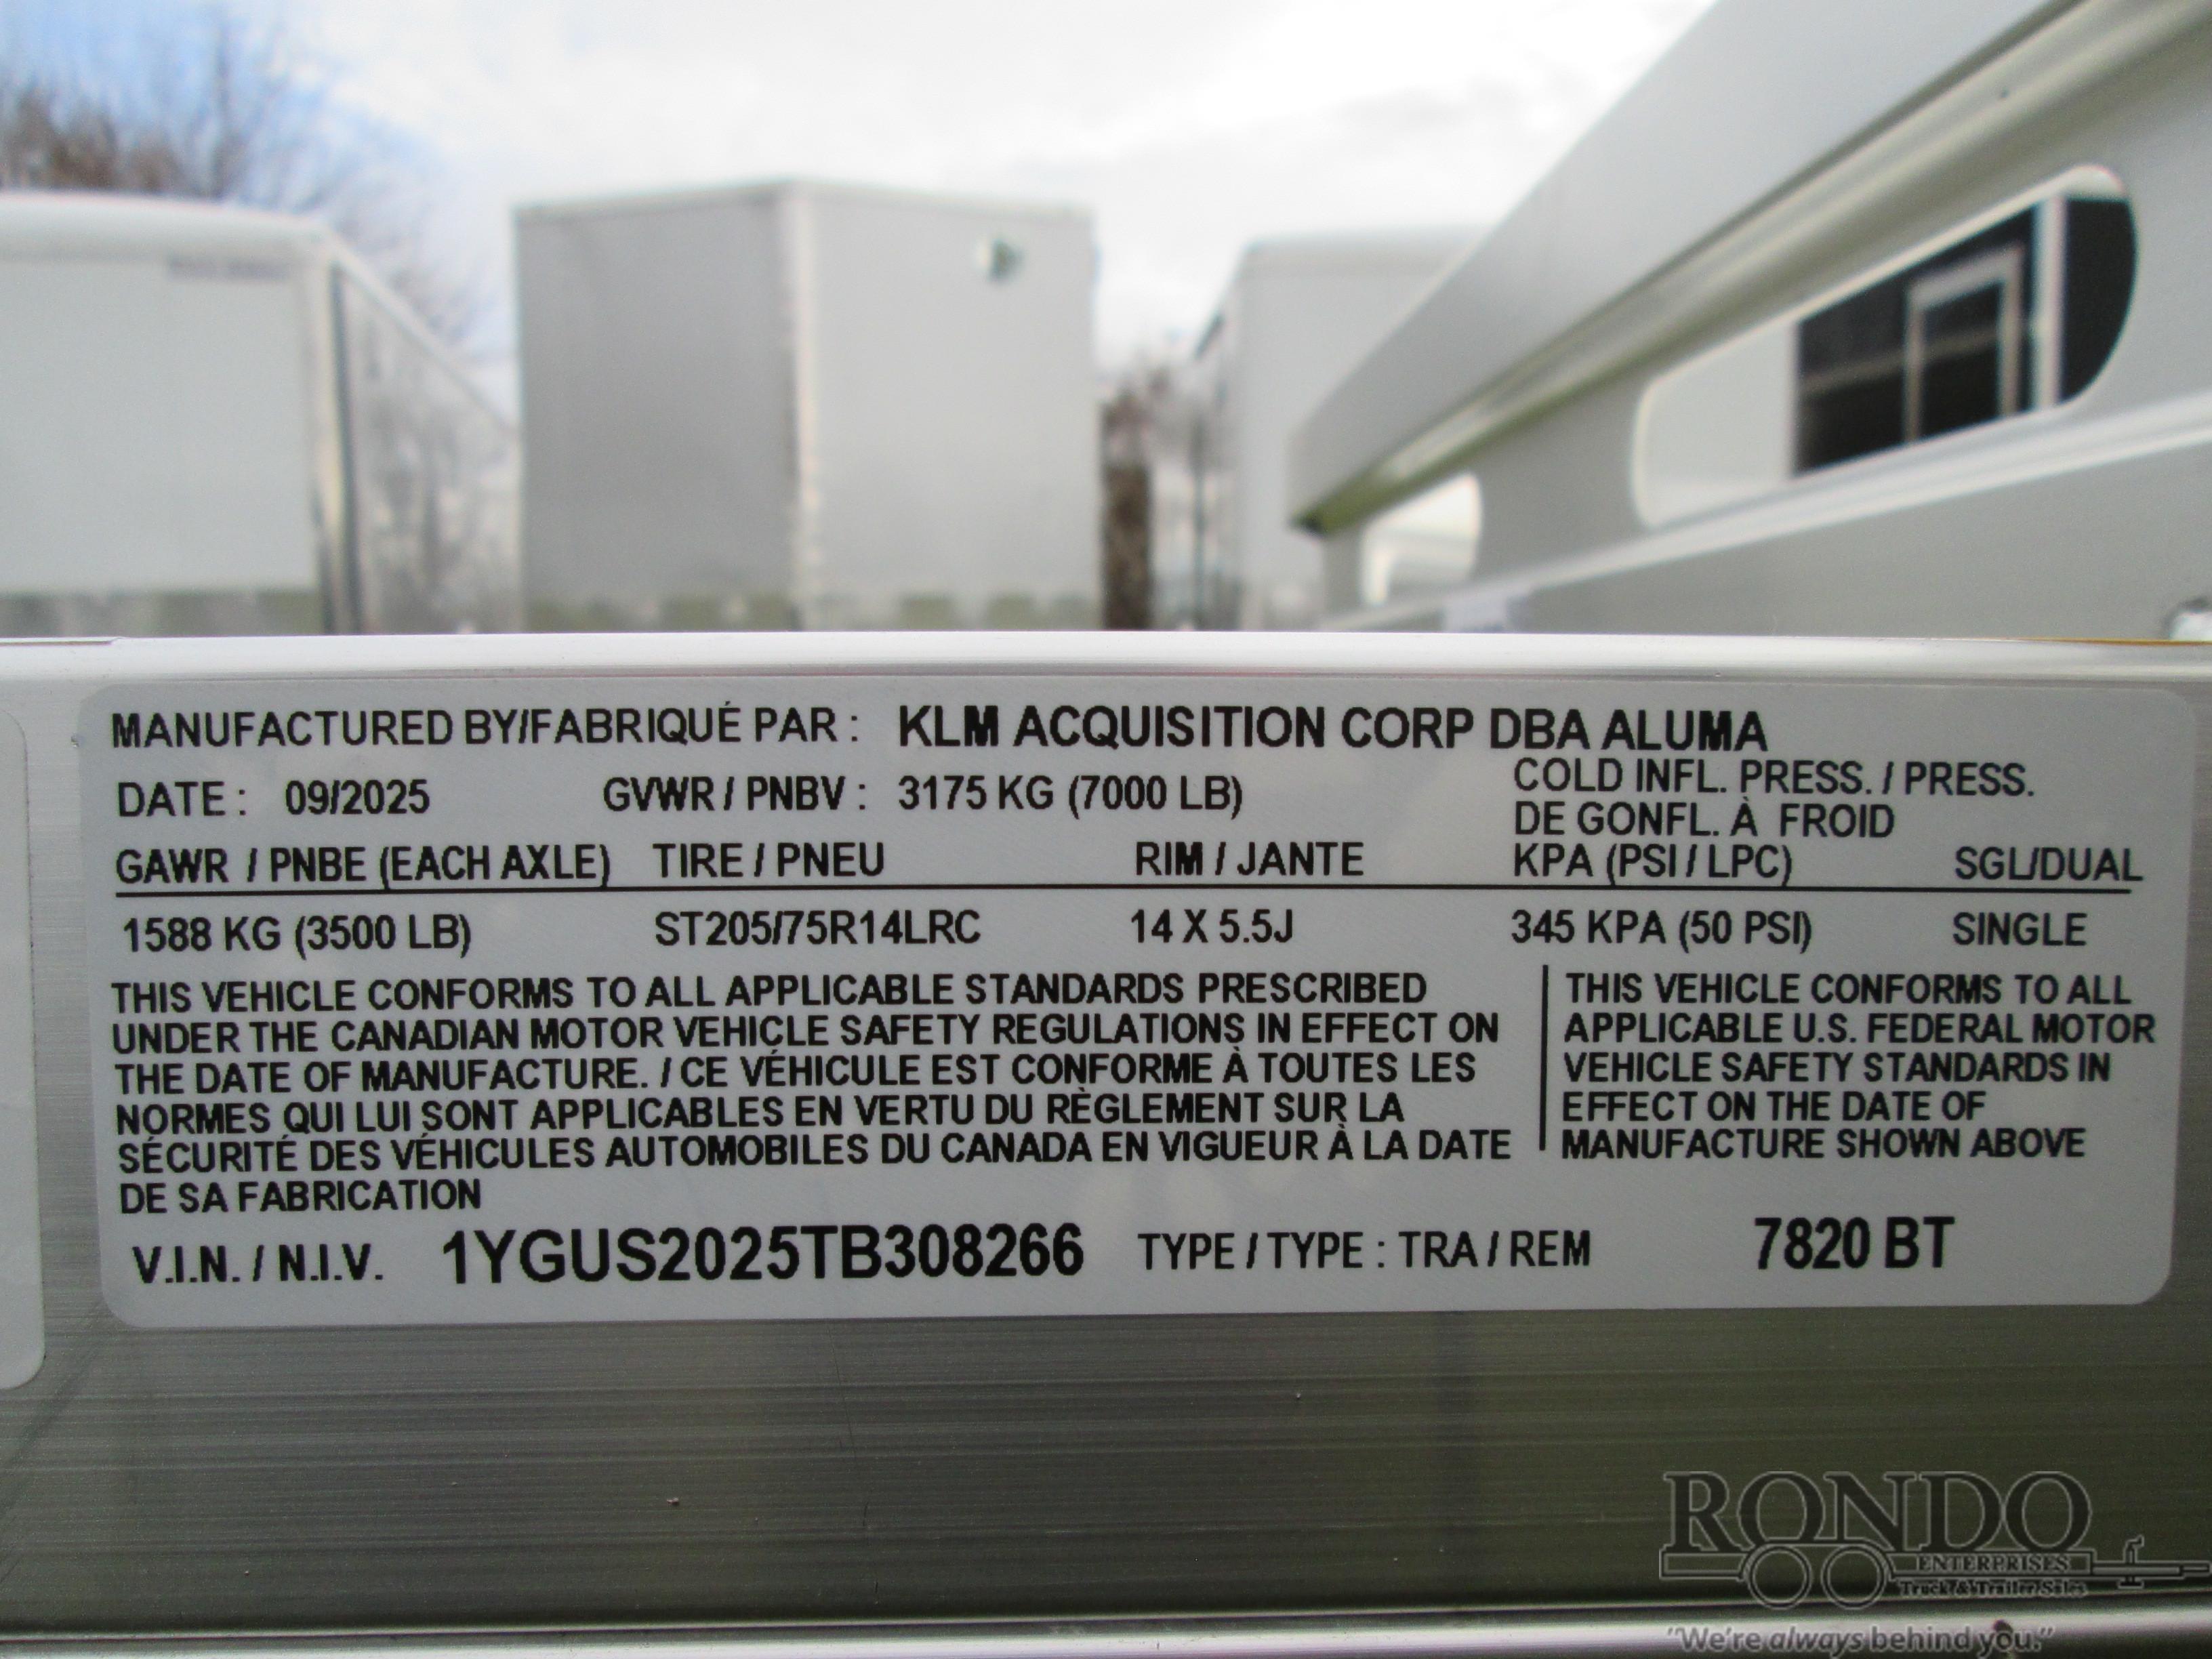 MANUFACTURED BY/FABRIQUÉ PAR : KLM ACQUISITION CORP DBA ALUMA
DATE : 09/2025 GVWR / PNBV : 3175 KG (7000 LB)
COLD INFL. PRESS. / PRESS.
DE GONFL. À FROID
GAWR / PNBE (EACH AXLE) TIRE / PNEU RIM / JANTE KPA (PSI / LPC) SGL/DUAL
1588 KG (3500 LB) ST205/75R14LRC 14 X 5.5J 345 KPA (50 PSI) SINGLE
THIS VEHICLE CONFORMS TO ALL APPLICABLE STANDARDS PRESCRIBED
UNDER THE CANADIAN MOTOR VEHICLE SAFETY REGULATIONS IN EFFECT ON
THE DATE OF MANUFACTURE. / CE VÉHICULE EST CONFORME À TOUTES LES
NORMES QUI LUI SONT APPLICABLES EN VERTU DU RÈGLEMENT SUR LA
SÉCURITÉ DES VÉHICULES AUTOMOBILES DU CANADA EN VIGUEUR À LA DATE
DE SA FABRICATION
THIS VEHICLE CONFORMS TO ALL
APPLICABLE U.S. FEDERAL MOTOR
VEHICLE SAFETY STANDARDS IN
EFFECT ON THE DATE OF
MANUFACTURE SHOWN ABOVE
V.I.N. / N.I.V. 1YGUS2025TB308266 TYPE / TYPE : TRA / REM 7820 BT
RONDO
ENTERPRISES
Truck & Trailer Sales
"We're always behind you."